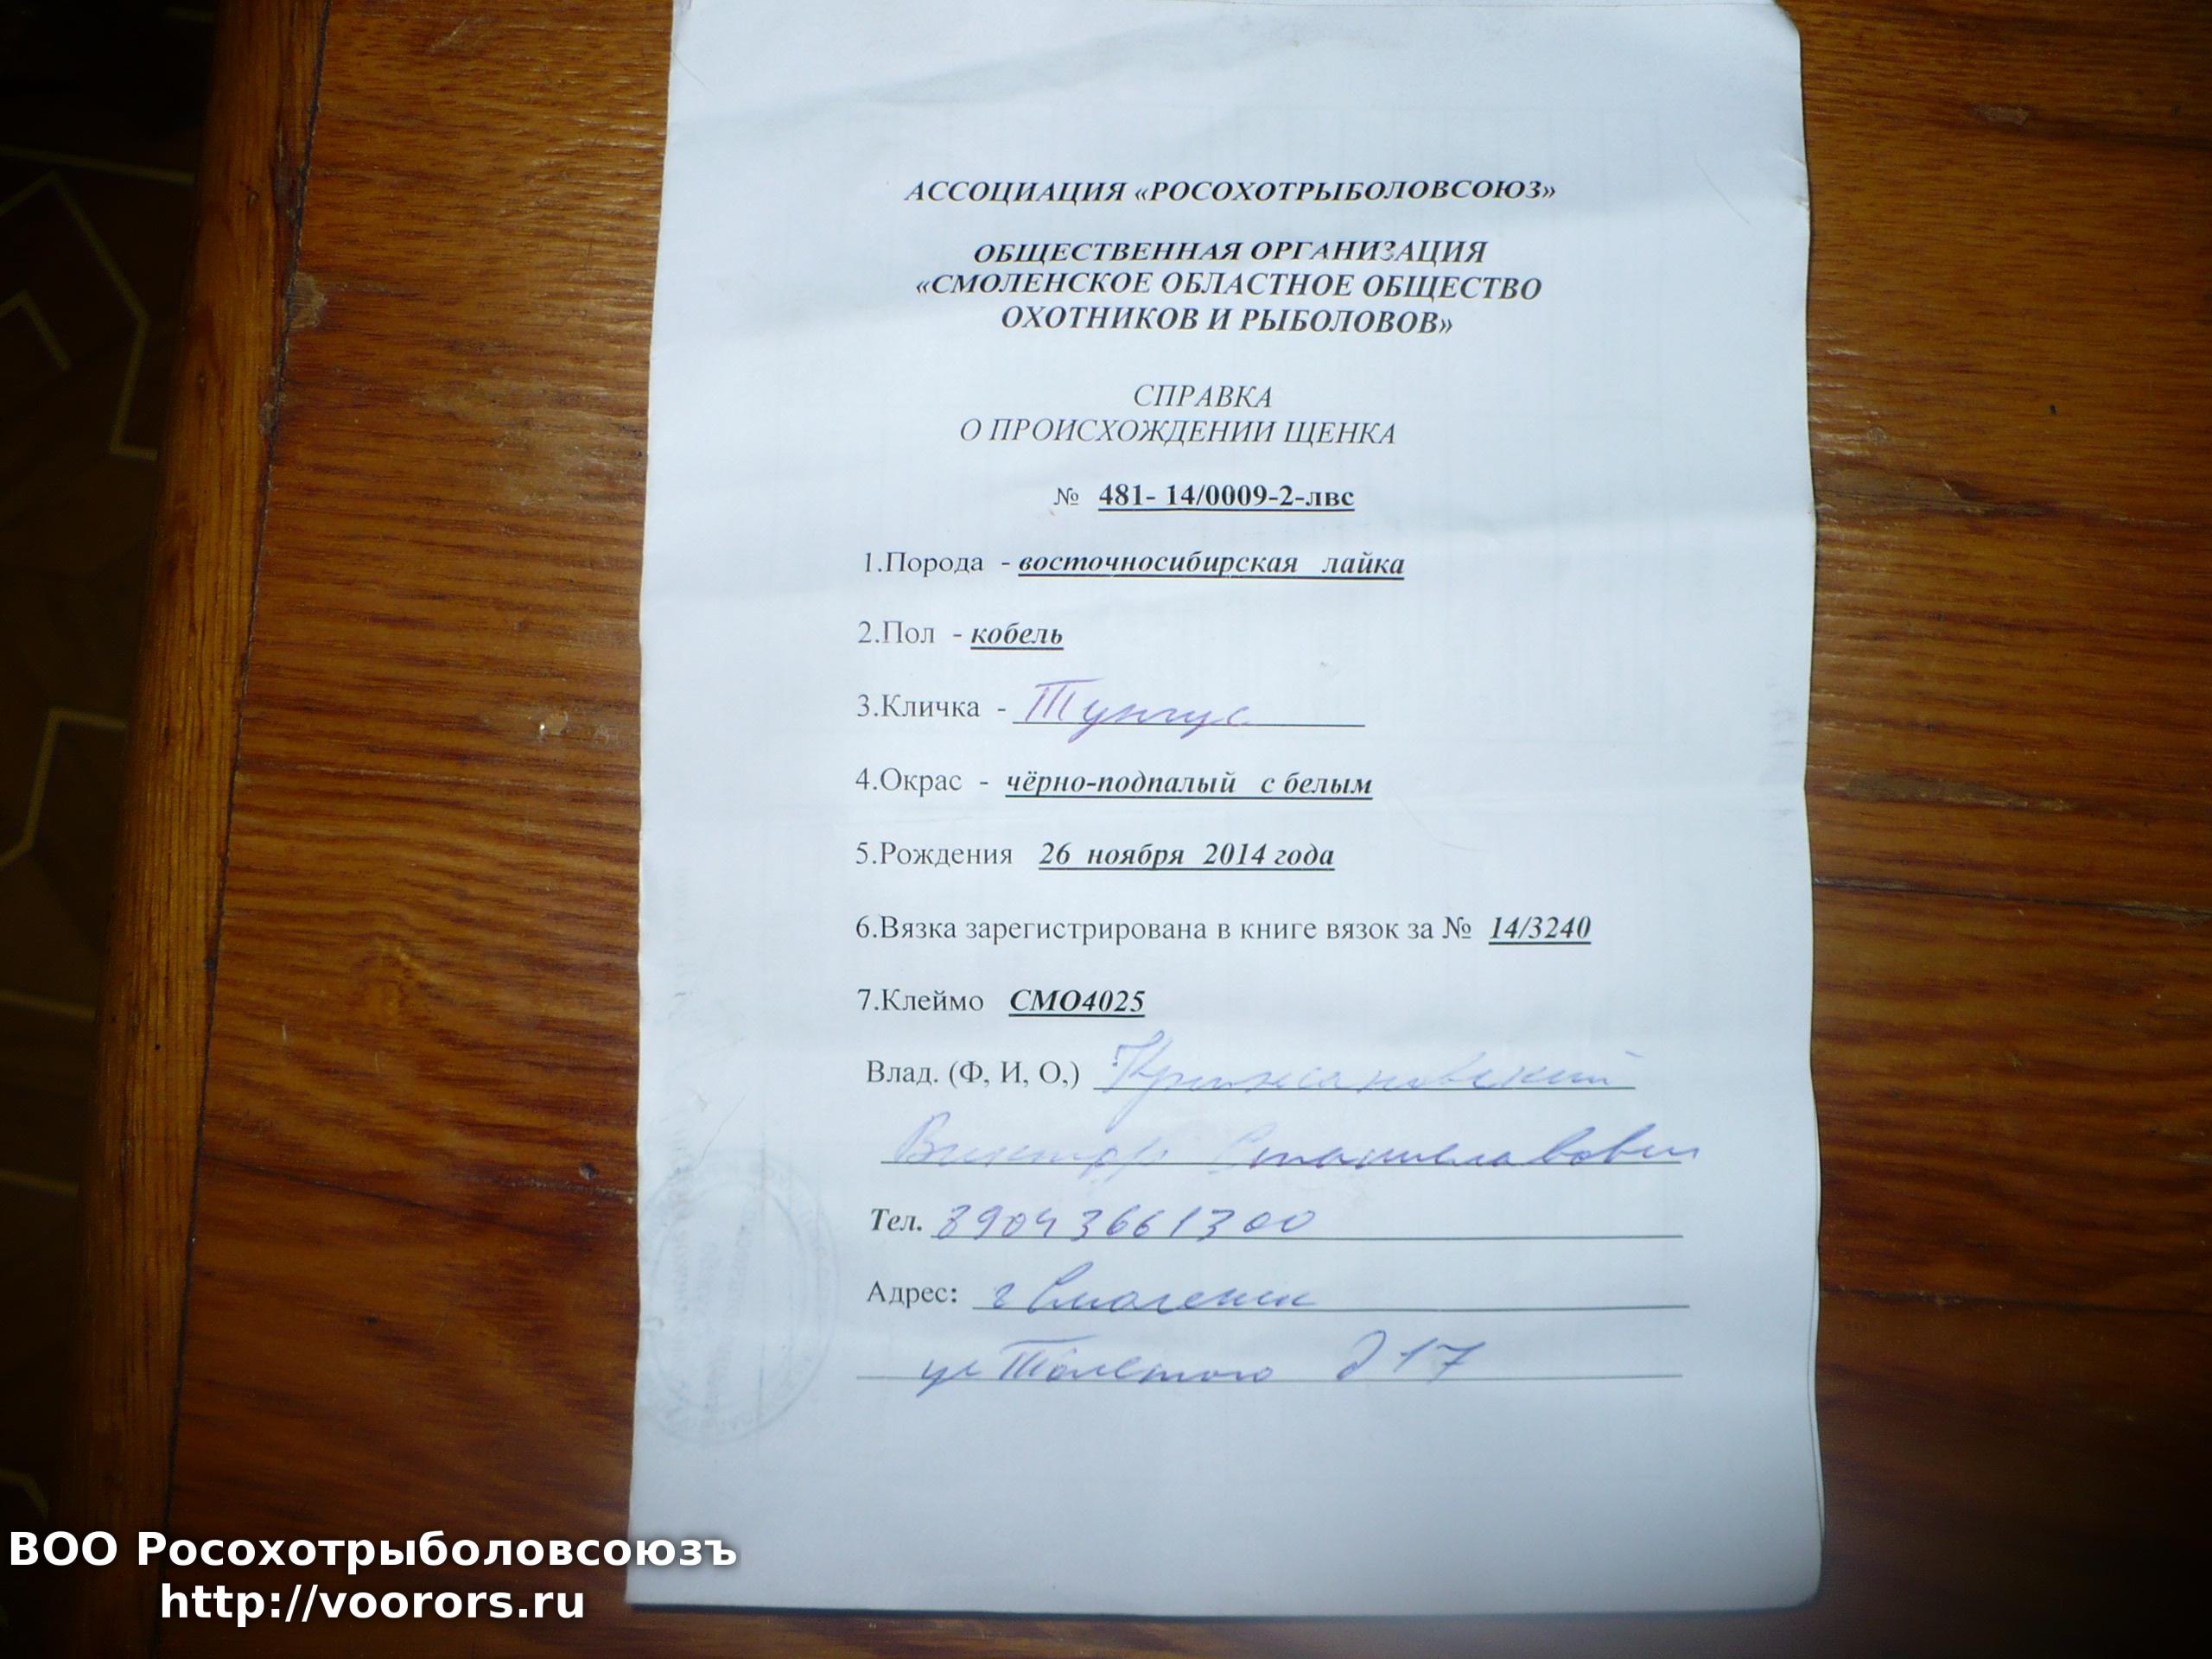 АССОЦИАЦИЯ «РОСОХОТРЫБОЛОВСОЮЗ»
ОБЩЕСТВЕННАЯ ОРГАНИЗАЦИЯ
«СМОЛЕНСКОЕ ОБЛАСТНОЕ ОБЩЕСТВО
ОХОТНИКОВ И РЫБОЛОВОВ»
СПРАВКА
О ПРОИСХОЖДЕНИИ ЩЕНКА
№ 481- 14/0009-2-лвс
1.Порода - восточносибирская лайка
2.Пол - кобель
3.Кличка - Тунгус
4.Окрас - чёрно-подпалый с белым
5.Рождения 26 ноября 2014 года
6.Вязка зарегистрирована в книге вязок за № 14/3240
7.Клеймо СМО4025
Влад. (Ф, И, О,) Крижановский
Виктор Станиславович
Тел. 89043661300
Адрес: г Смоленск
ул Толстого д 17
ВОО Росохотрыболовсоюзъ
http://voorors.ru